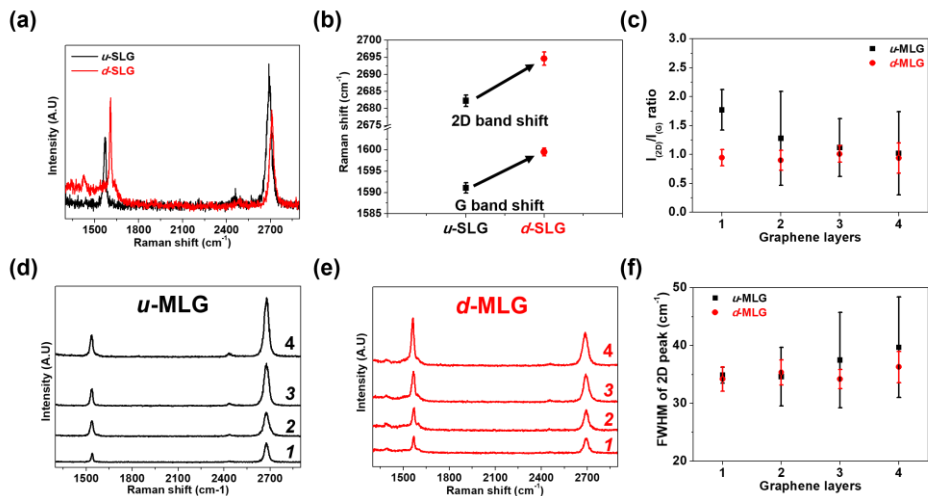 (a)
u-SLG
d-SLG
Intensity (A.U)
1500 1800 2100 2400 2700
Raman shift (cm-1)
(b)
2700
2695
2690
2685
2680
2675
2670
1600
1595
1590
1585
Raman shift (cm-1)
2D band shift
G band shift
u-SLG d-SLG
(c)
u-MLG
d-MLG
3.0
2.5
2.0
1.5
1.0
0.5
0.0
I(2D)/I(G) ratio
1 2 3 4
Graphene layers
(d)
u-MLG
4
3
2
1
Intensity (A.U
1500 1800 2100 2400 2700
Raman shift (cm-1)
(e)
d-MLG
4
3
2
1
Intensity (A.U
1500 1800 2100 2400 2700
Raman shift (cm-1)
(f)
u-MLG
d-MLG
50
40
30
20
FWHM of 2D peak (cm-1)
1 2 3 4
Graphene layers